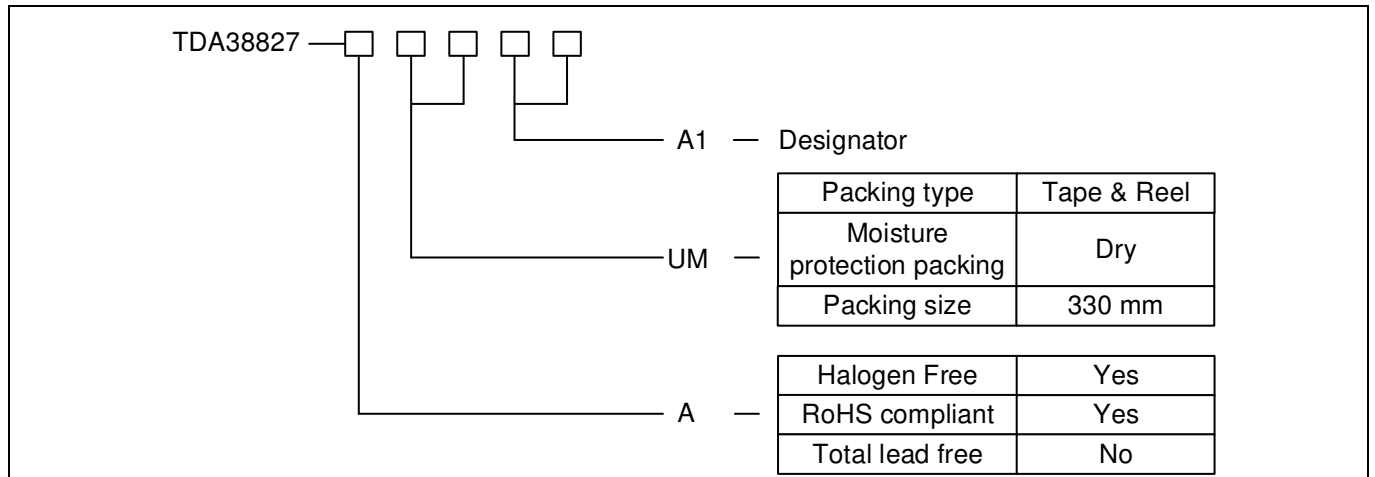 TDA38827
A1 — Designator
Packing type Tape & Reel
Moisture
protection packing Dry
UM —
Packing size 330 mm
Halogen Free Yes
A — RoHS compliant Yes
Total lead free No